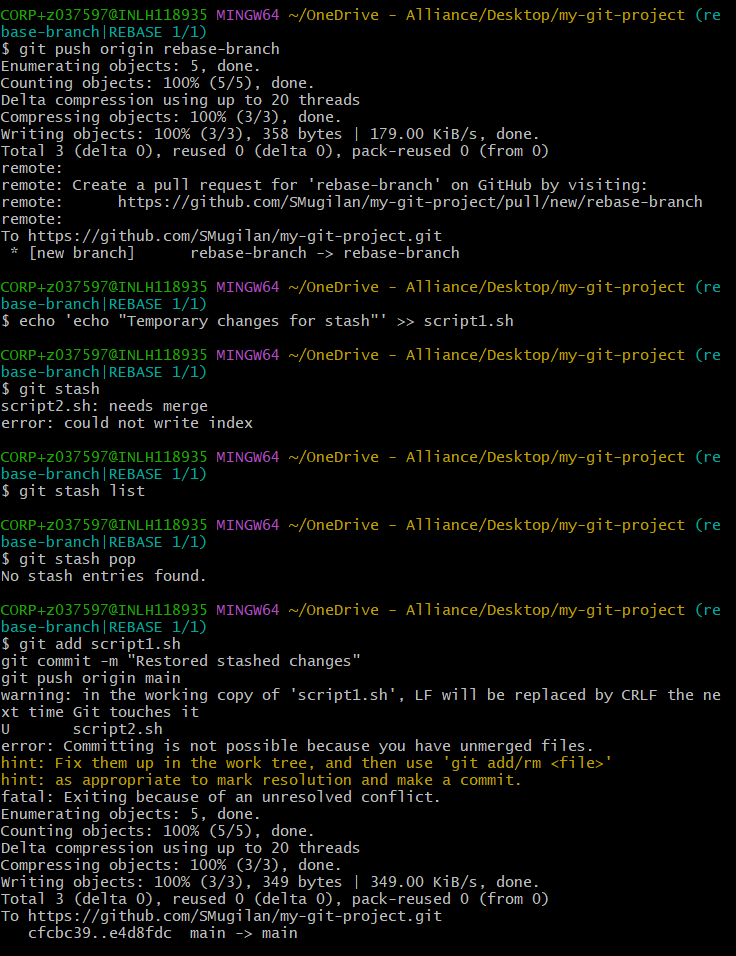 CORP+z037597@INLH118935 MINGW64 ~/OneDrive - Alliance/Desktop/my-git-project (re
base-branch|REBASE 1/1)
$ git push origin rebase-branch
Enumerating objects: 5, done.
Counting objects: 100% (5/5), done.
Delta compression using up to 20 threads
Compressing objects: 100% (3/3), done.
Writing objects: 100% (3/3), 358 bytes | 179.00 KiB/s, done.
Total 3 (delta 0), reused 0 (delta 0), pack-reused 0 (from 0)
remote:
remote: Create a pull request for 'rebase-branch' on GitHub by visiting:
remote:      https://github.com/SMugilan/my-git-project/pull/new/rebase-branch
remote:
To https://github.com/SMugilan/my-git-project.git
 * [new branch]      rebase-branch -> rebase-branch
CORP+z037597@INLH118935 MINGW64 ~/OneDrive - Alliance/Desktop/my-git-project (re
base-branch|REBASE 1/1)
$ echo 'echo "Temporary changes for stash"' >> script1.sh
CORP+z037597@INLH118935 MINGW64 ~/OneDrive - Alliance/Desktop/my-git-project (re
base-branch|REBASE 1/1)
$ git stash
script2.sh: needs merge
error: could not write index
CORP+z037597@INLH118935 MINGW64 ~/OneDrive - Alliance/Desktop/my-git-project (re
base-branch|REBASE 1/1)
$ git stash list
CORP+z037597@INLH118935 MINGW64 ~/OneDrive - Alliance/Desktop/my-git-project (re
base-branch|REBASE 1/1)
$ git stash pop
No stash entries found.
CORP+z037597@INLH118935 MINGW64 ~/OneDrive - Alliance/Desktop/my-git-project (re
base-branch|REBASE 1/1)
$ git add script1.sh
git commit -m "Restored stashed changes"
git push origin main
warning: in the working copy of 'script1.sh', LF will be replaced by CRLF the ne
xt time Git touches it
U       script2.sh
error: Committing is not possible because you have unmerged files.
hint: Fix them up in the work tree, and then use 'git add/rm <file>'
hint: as appropriate to mark resolution and make a commit.
fatal: Exiting because of an unresolved conflict.
Enumerating objects: 5, done.
Counting objects: 100% (5/5), done.
Delta compression using up to 20 threads
Compressing objects: 100% (3/3), done.
Writing objects: 100% (3/3), 349 bytes | 349.00 KiB/s, done.
Total 3 (delta 0), reused 0 (delta 0), pack-reused 0 (from 0)
To https://github.com/SMugilan/my-git-project.git
   cfcbc39..e4d8fdc  main -> main